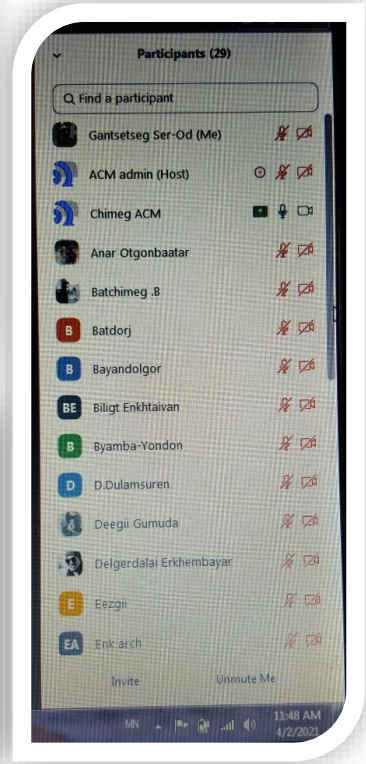 Participants (29)
Find a participant
Gantsetseg Ser-Od (Me)
ACM admin (Host)
Chimeg ACM
Anar Otgonbaatar
Batchimeg .B
B Batdorj
B Bayandolgor
BE Biligt Enkhtaivan
B Byamba-Yondon
D D.Dulamsuren
Deegii Gumuda
Delgerdalai Erkhembayar
E Eezgii
EA Enk arch
Invite Unmute Me
MN 11:48 AM
4/2/2021